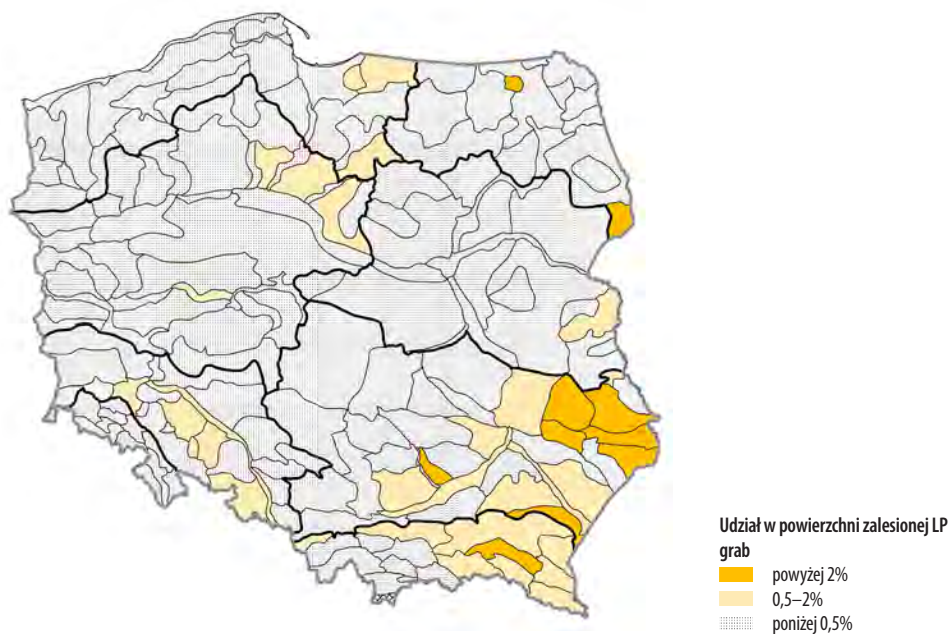 Udział w powierzchni zalesionej LP
grab
powyżej 2%
0,5–2%
poniżej 0,5%